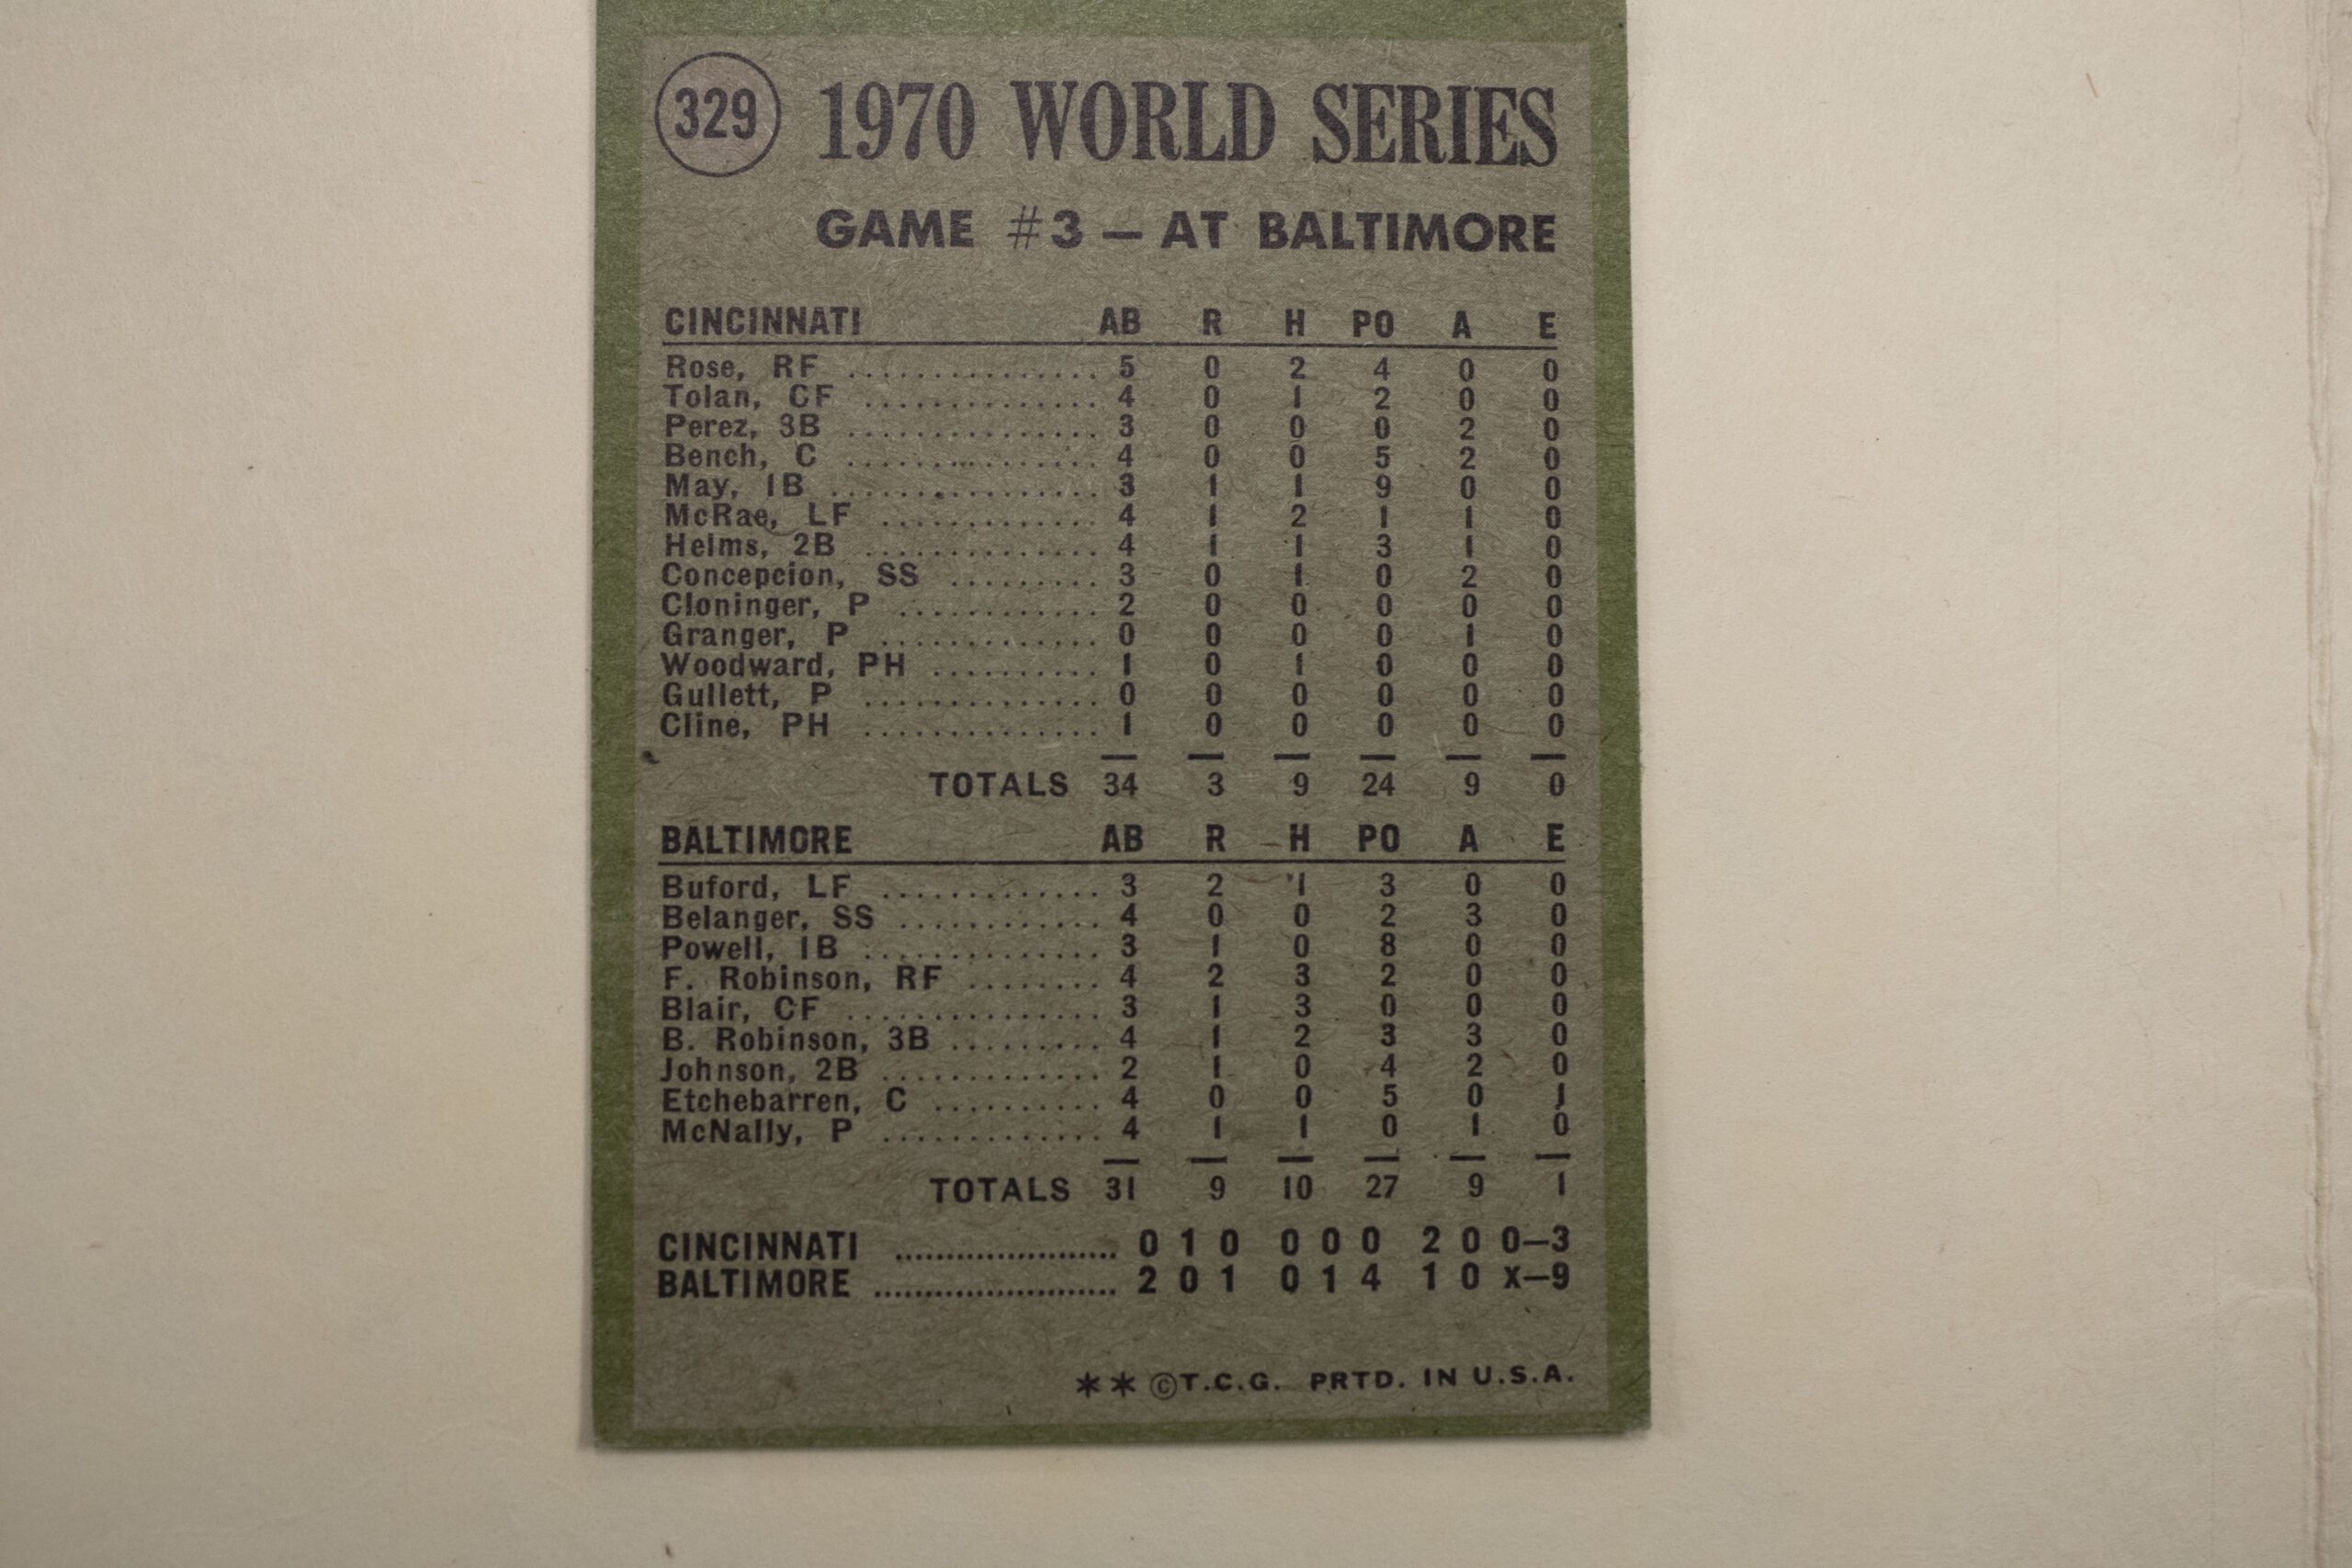 329 1970 WORLD SERIES
GAME #3 — AT BALTIMORE
CINCINNATI AB R H PO A E
Rose, RF ............... 5 0 2 4 0 0
Tolan, CF .............. 4 0 1 2 0 0
Perez, 3B ............... 3 0 0 0 2 0
Bench, C ............... 4 0 0 5 2 0
May, 1B ................ 3 1 1 9 0 0
McRae, LF ............. 4 1 2 1 1 0
Helms, 2B .............. 4 1 1 3 1 0
Concepcion, SS ......... 3 0 1 0 2 0
Cloninger, P ............ 2 0 0 0 0 0
Granger, P ............. 0 0 0 0 1 0
Woodward, PH .......... 1 0 1 0 0 0
Gullett, P .............. 0 0 0 0 0 0
Cline, PH .............. 1 0 0 0 0 0
TOTALS 34 3 9 24 9 0
BALTIMORE AB R H PO A E
Buford, LF ............. 3 2 1 3 0 0
Belanger, SS ............ 4 0 0 2 3 0
Powell, 1B .............. 3 1 0 8 0 0
F. Robinson, RF ........ 4 2 3 2 0 0
Blair, CF ............... 3 1 3 0 0 0
B. Robinson, 3B ......... 4 1 2 3 3 0
Johnson, 2B ............. 2 1 0 4 2 0
Etchebarren, C .......... 4 0 0 5 0 1
McNally, P ............. 4 1 1 0 1 0
TOTALS 31 9 10 27 9 1
CINCINNATI ...................... 0 1 0 0 0 0 2 0 0—3
BALTIMORE ........................ 2 0 1 0 1 4 1 0 x—9
** ©T.C.G. PRTD. IN U.S.A.